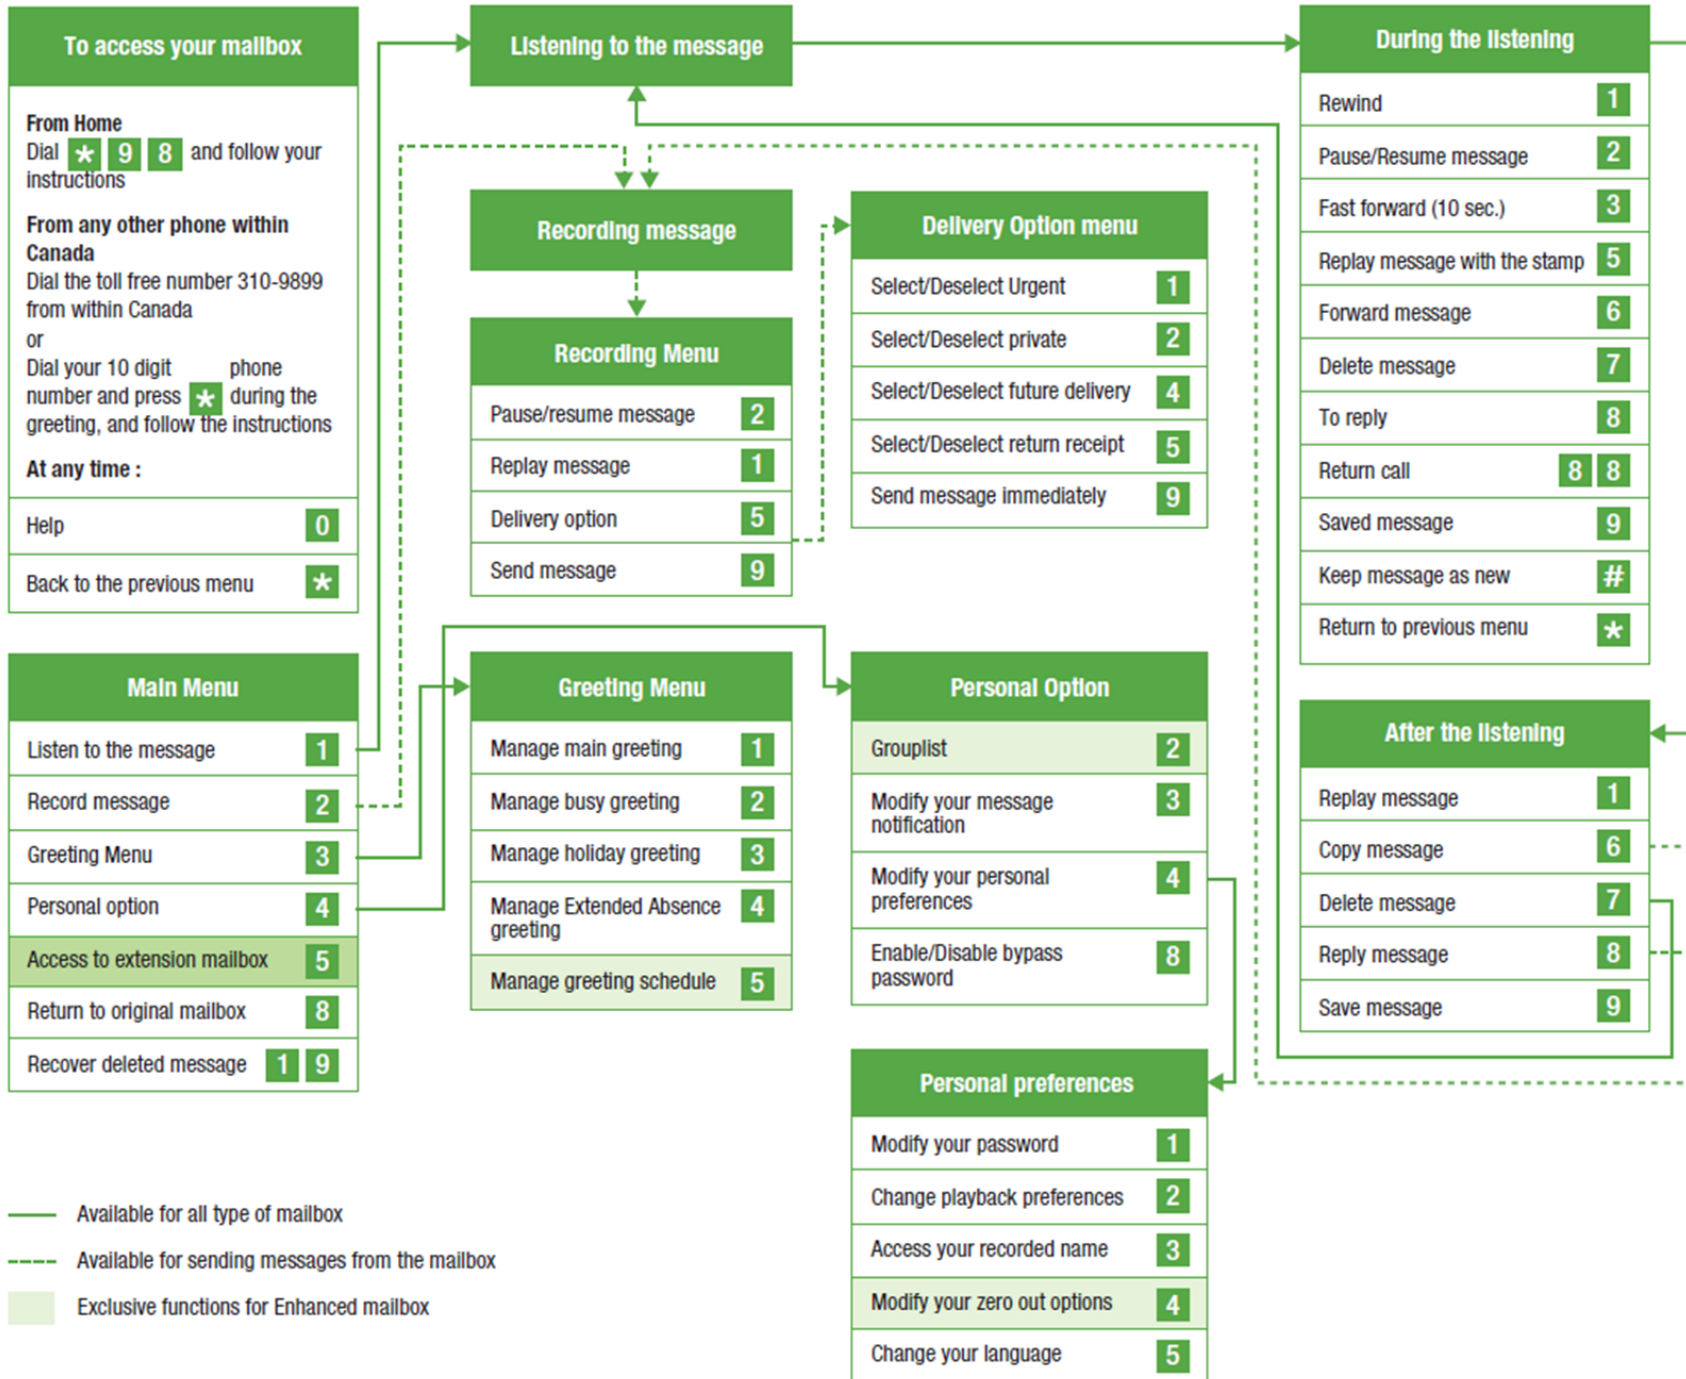 To access your mailbox
From Home
Dial * 9 8 and follow your
instructions
From any other phone within
Canada
Dial the toll free number 310-9899
from within Canada
or
Dial your 10 digit phone
number and press * during the
greeting, and follow the instructions
At any time :
Help 0
Back to the previous menu *
Main Menu
Listen to the message 1
Record message 2
Greeting Menu 3
Personal option 4
Access to extension mailbox 5
Return to original mailbox 8
Recover deleted message 1 9
Listening to the message
Recording message
Recording Menu
Pause/resume message 2
Replay message 1
Delivery option 5
Send message 9
Delivery Option menu
Select/Deselect Urgent 1
Select/Deselect private 2
Select/Deselect future delivery 4
Select/Deselect return receipt 5
Send message immediately 9
Greeting Menu
Manage main greeting 1
Manage busy greeting 2
Manage holiday greeting 3
Manage Extended Absence 4
greeting
Manage greeting schedule 5
Personal Option
Grouplist 2
Modify your message 3
notification
Modify your personal 4
preferences
Enable/Disable bypass 8
password
Personal preferences
Modify your password 1
Change playback preferences 2
Access your recorded name 3
Modify your zero out options 4
Change your language 5
During the listening
Rewind 1
Pause/Resume message 2
Fast forward (10 sec.) 3
Replay message with the stamp 5
Forward message 6
Delete message 7
To reply 8
Return call 8 8
Saved message 9
Keep message as new #
Return to previous menu *
After the listening
Replay message 1
Copy message 6
Delete message 7
Reply message 8
Save message 9
Available for all type of mailbox
Available for sending messages from the mailbox
Exclusive functions for Enhanced mailbox